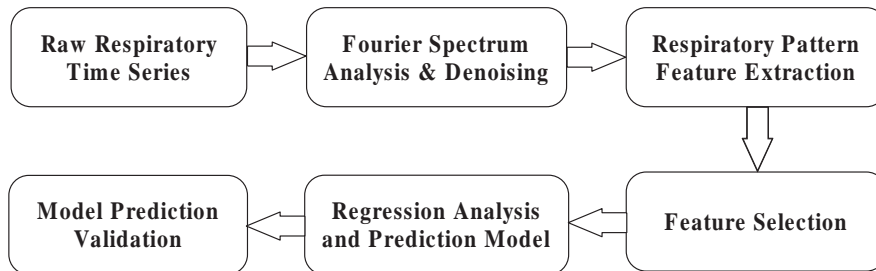 Raw Respiratory
Time Series
Fourier Spectrum
Analysis & Denoising
Respiratory Pattern
Feature Extraction
Feature Selection
Regression Analysis
and Prediction Model
Model Prediction
Validation